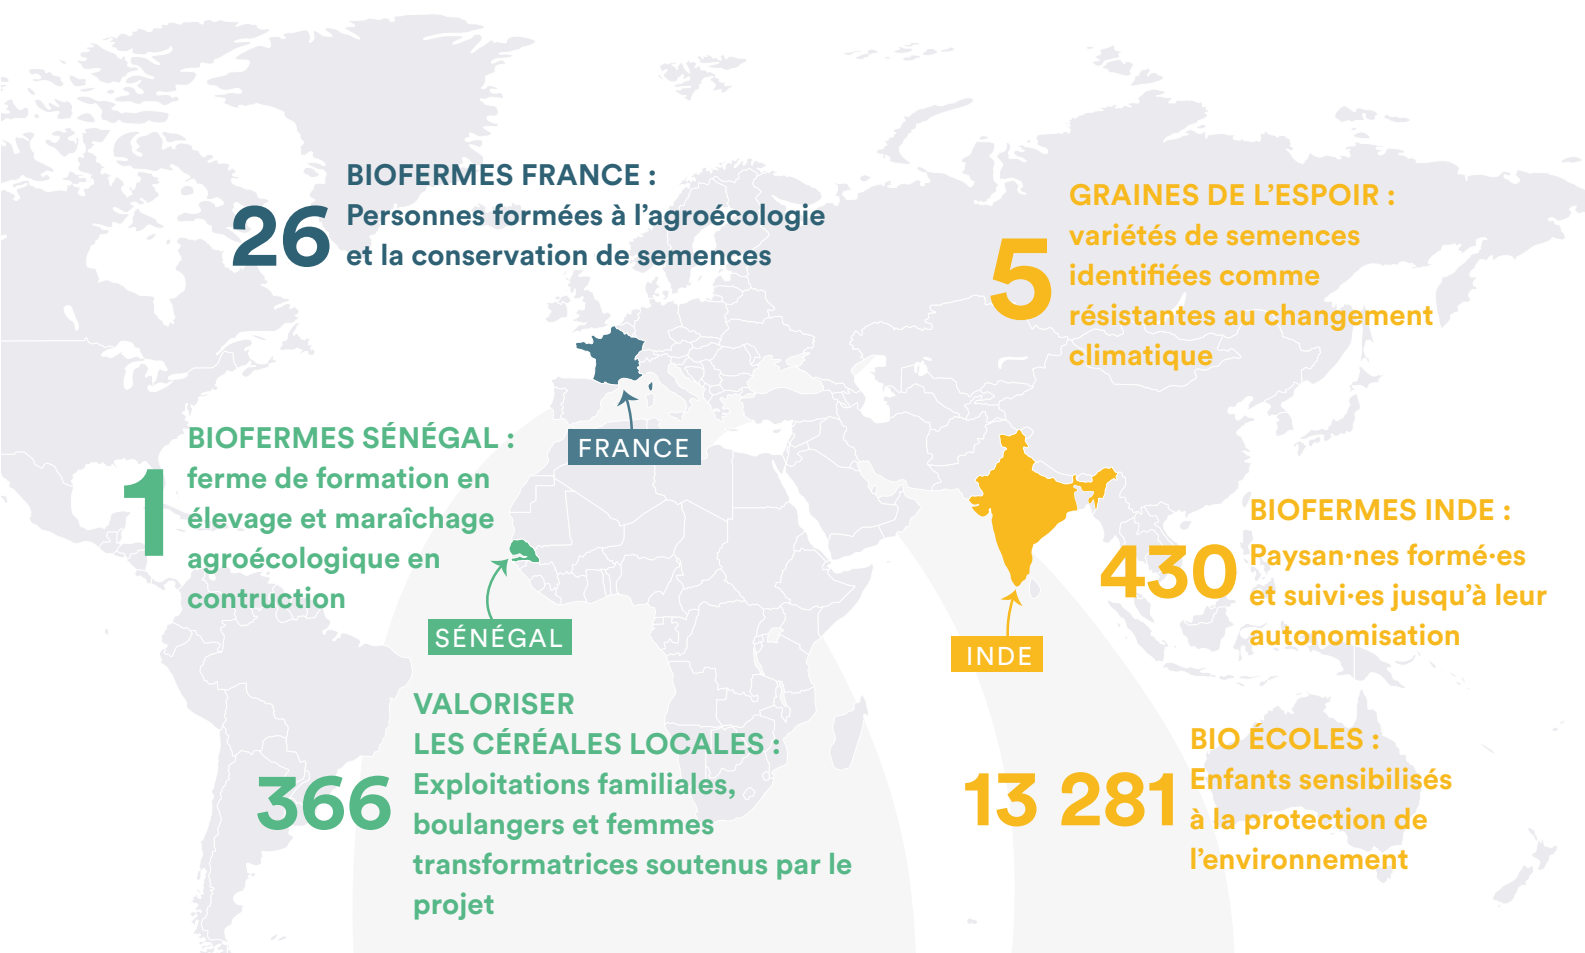 BIOFERMES FRANCE :
26
Personnes formées à l’agroécologie
et la conservation de semences
GRAINES DE L’ESPOIR :
5
variétés de semences
identifiées comme
résistantes au changement
climatique
FRANCE
BIOFERMES SÉNÉGAL :
1
ferme de formation en
élevage et maraîchage
agroécologique en
contruction
SÉNÉGAL
BIOFERMES INDE :
430
Paysan·nes formé·es
et suivi·es jusqu’à leur
autonomisation
INDE
VALORISER
LES CÉRÉALES LOCALES :
366
Exploitations familiales,
boulangers et femmes
transformatrices soutenus par le
projet
BIO ÉCOLES :
13 281
Enfants sensibilisés
à la protection de
l’environnement